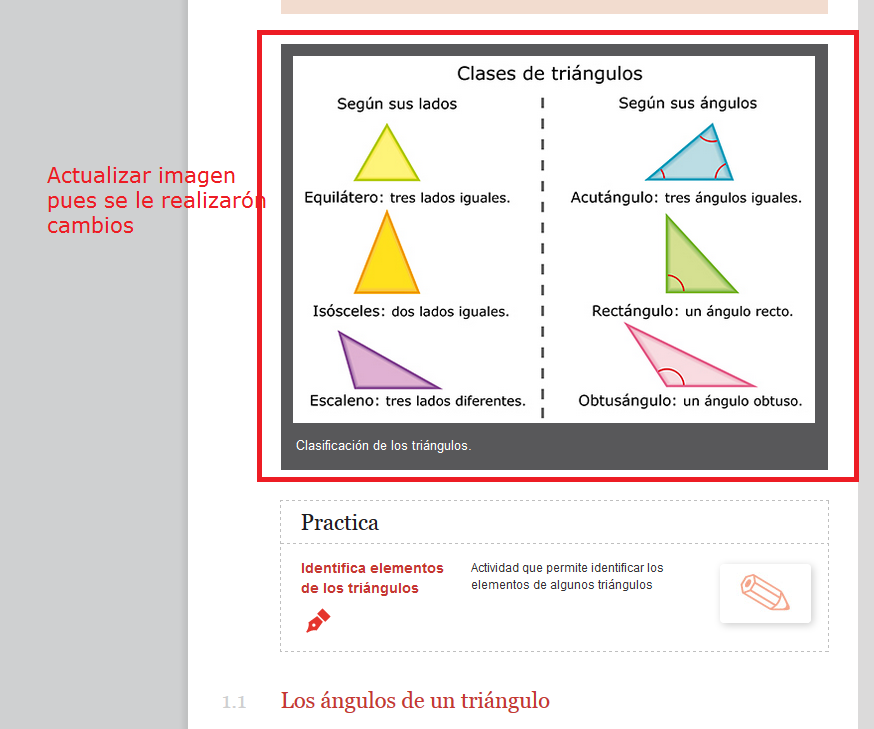 Clases de triángulos
Según sus lados
Según sus ángulos
Actualizar imagen
pues se le realizarón
cambios
Equilátero: tres lados iguales.
Acutángulo: tres ángulos iguales.
Isósceles: dos lados iguales.
Rectángulo: un ángulo recto.
Escaleno: tres lados diferentes.
Obtusángulo: un ángulo obtuso.
Clasificación de los triángulos.
Practica
Identifica elementos
de los triángulos
Actividad que permite identificar los
elementos de algunos triángulos
1.1 Los ángulos de un triángulo